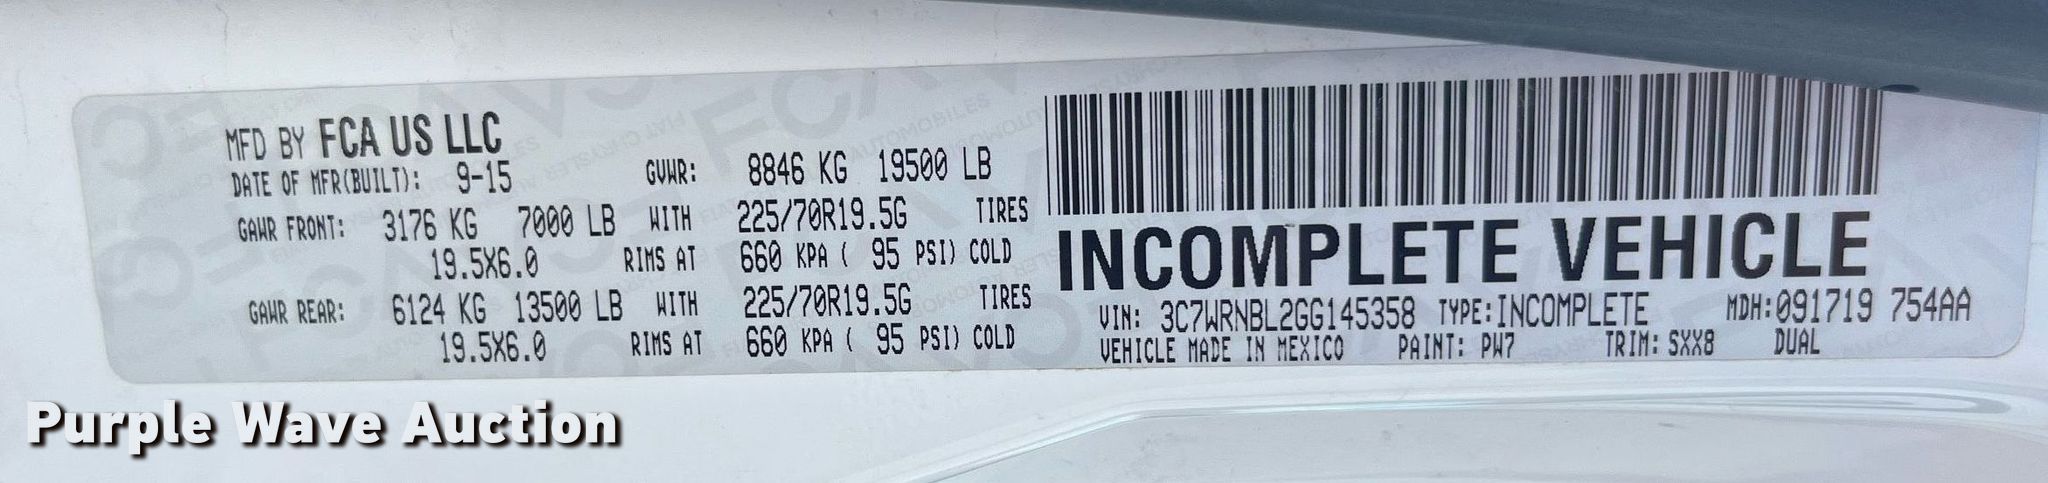 MFD BY FCA US LLC
DATE OF MFR(BUILT): 9-15 GVWR: 8846 KG 19500 LB
GAWR FRONT: 3176 KG 7000 LB WITH 225/70R19.5G TIRES
19.5X6.0 RIMS AT 660 KPA ( 95 PSI) COLD
GAWR REAR: 6124 KG 13500 LB WITH 225/70R19.5G TIRES
19.5X6.0 RIMS AT 660 KPA ( 95 PSI) COLD
INCOMPLETE VEHICLE
VIN: 3C7WRNBL2GG145358 TYPE:INCOMPLETE MDH:091719 754AA
VEHICLE MADE IN MEXICO PAINT: PW7 TRIM: SXX8 DUAL
Purple Wave Auction